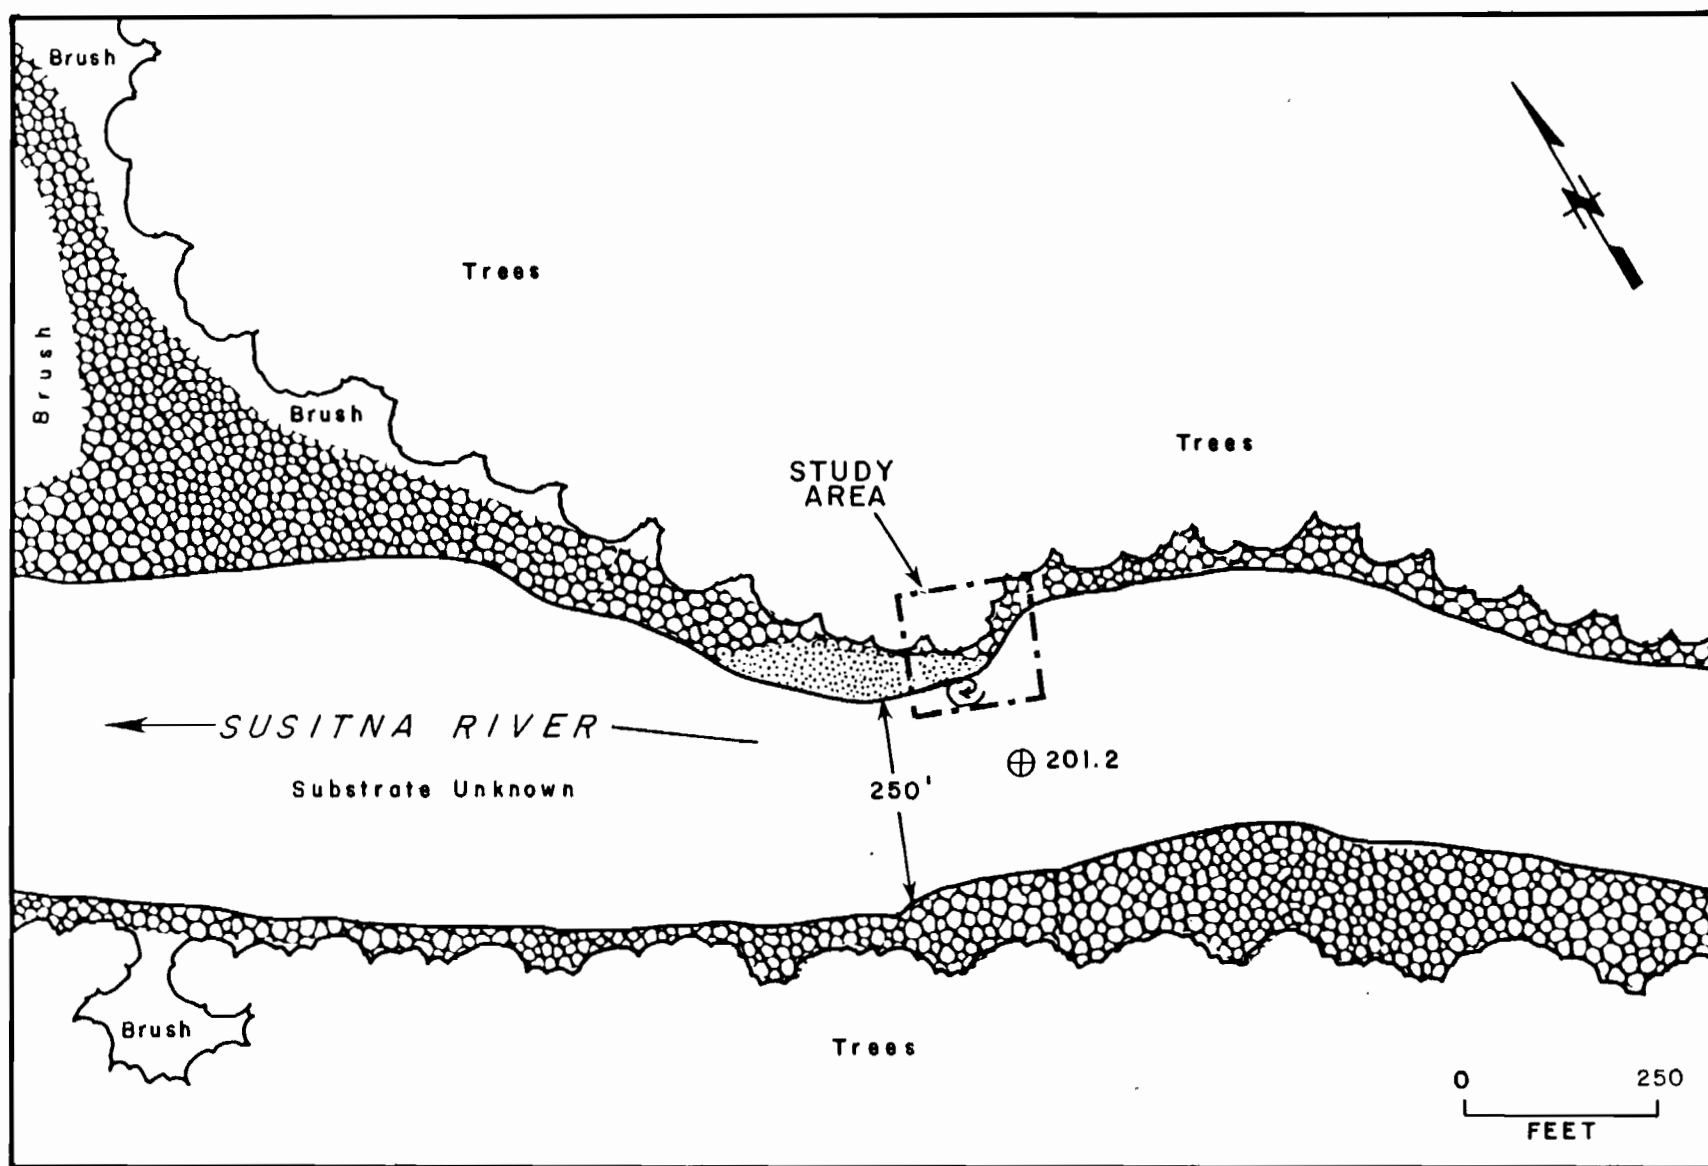 Brush
Trees
Brush
Brush
Trees
STUDY
AREA
SUSITNA RIVER
Substrate Unknown
250'
201.2
Brush
Trees
0 250
FEET